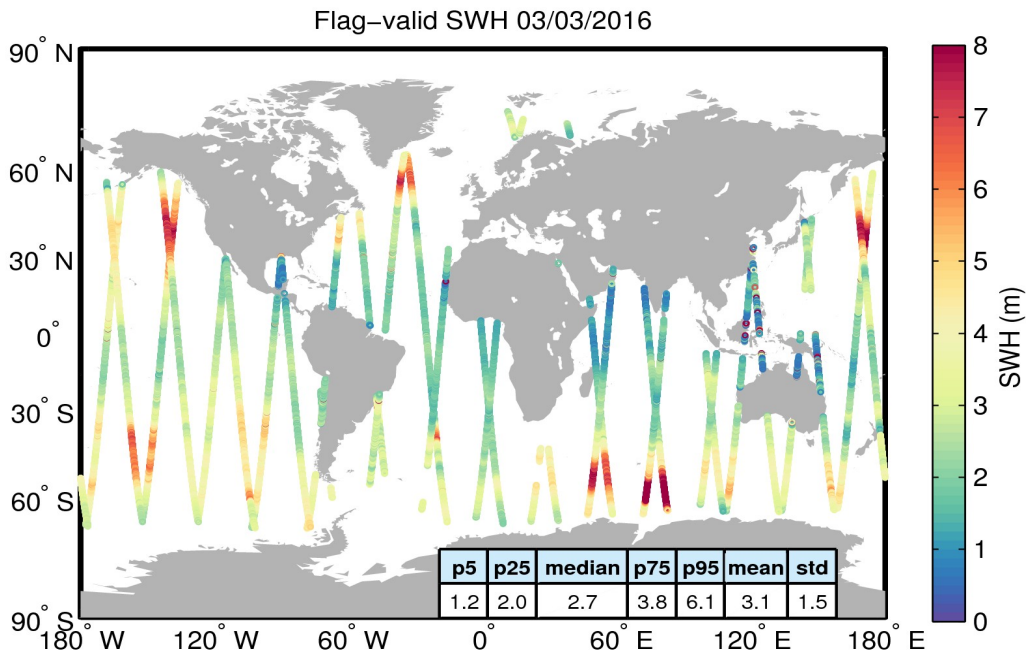 Flag−valid SWH 03/03/2016
90° N
60° N
30° N
0°
30° S
60° S
90° S
180° W
120° W
60° W
0°
60° E
120° E
180° E
8
7
6
5
4
3
2
1
0
SWH (m)
p5 p25 median p75 p95 mean std
1.2 2.0 2.7 3.8 6.1 3.1 1.5